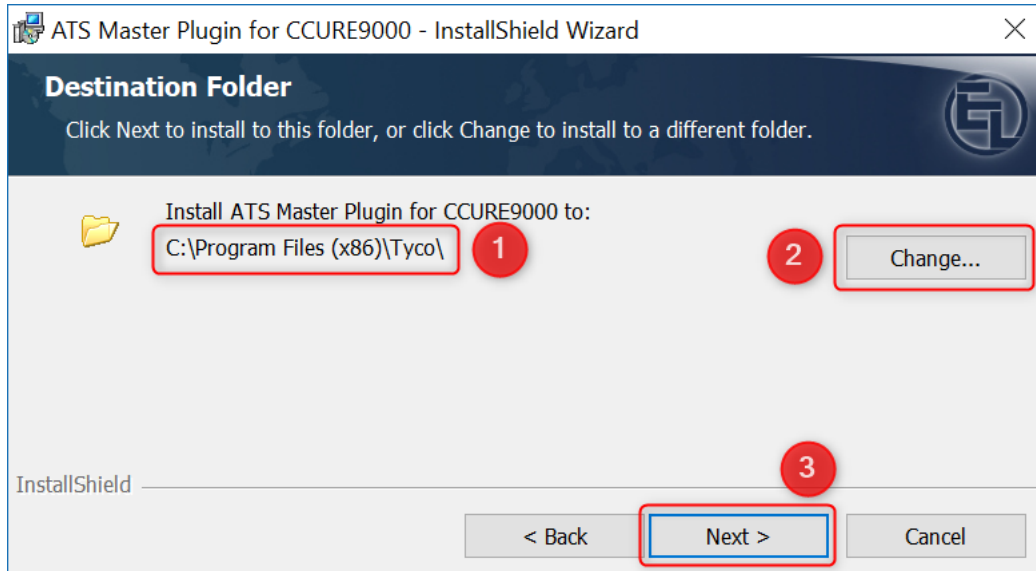 ATS Master Plugin for CCURE9000 - InstallShield Wizard
Destination Folder
Click Next to install to this folder, or click Change to install to a different folder.
Install ATS Master Plugin for CCURE9000 to:
C:\Program Files (x86)\Tyco\
1
2
Change...
3
InstallShield
< Back
Next >
Cancel